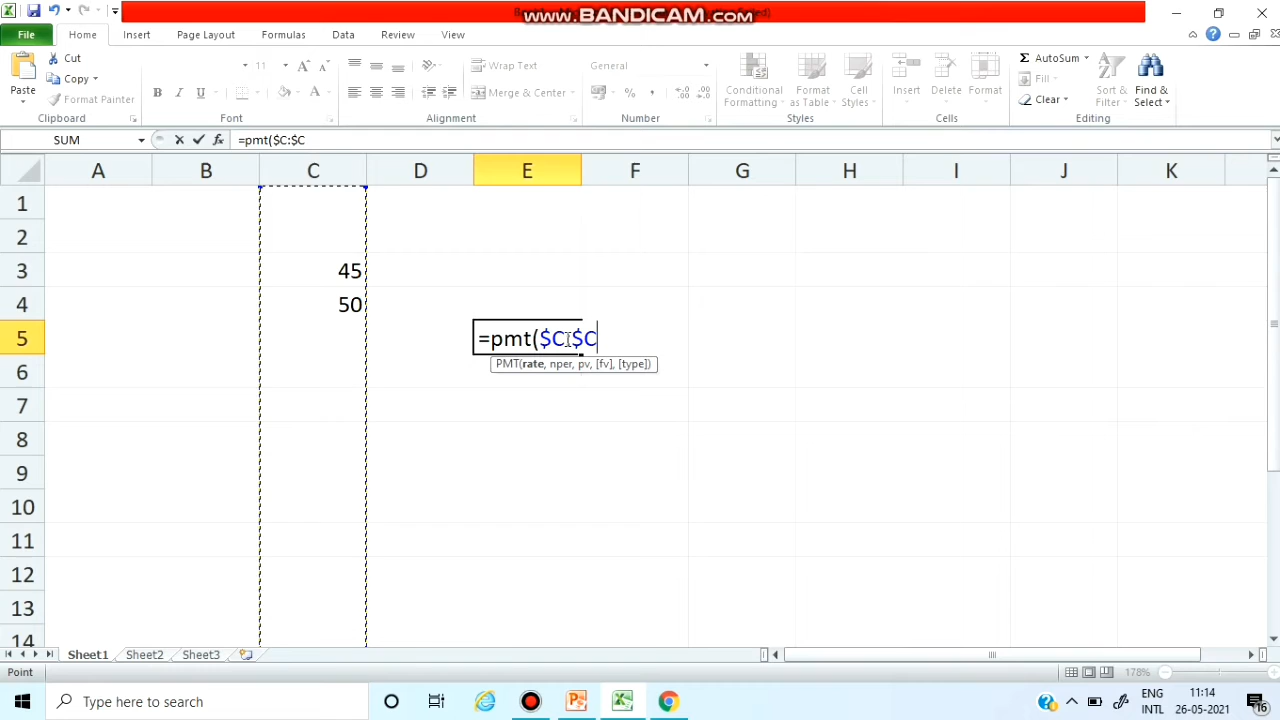 www.BANDICAM.com
File Home Insert Page Layout Formulas Data Review View
Paste
Cut
Copy
Format Painter
Clipboard
11
A A
B I U A
Font
Wrap Text
Merge & Center
Alignment
General
% ,
Number
Conditional Formatting
Format as Table
Cell Styles
Styles
Insert
Delete
Format
Cells
Σ AutoSum
Fill
Clear
Sort & Filter
Find & Select
Editing
SUM fx =pmt($C:$C
A B C D E F G H I J K
1
2
3 45
4 50
5 =pmt($C:$C
PMT(rate, nper, pv, [fv], [type])
6
7
8
9
10
11
12
13
14
Sheet1 Sheet2 Sheet3
Point 178%
Type here to search
ENG
INTL
11:14
26-05-2021
16